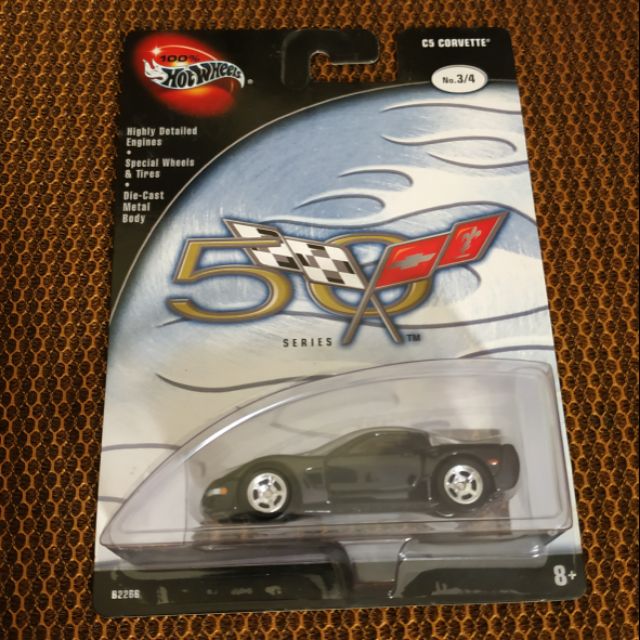 100%
Hot Wheels®
C5 CORVETTE®
No.3/4
Highly Detailed
Engines
•
Special Wheels
& Tires
•
Die-Cast
Metal
Body
50
SERIES ™
B2266
8+